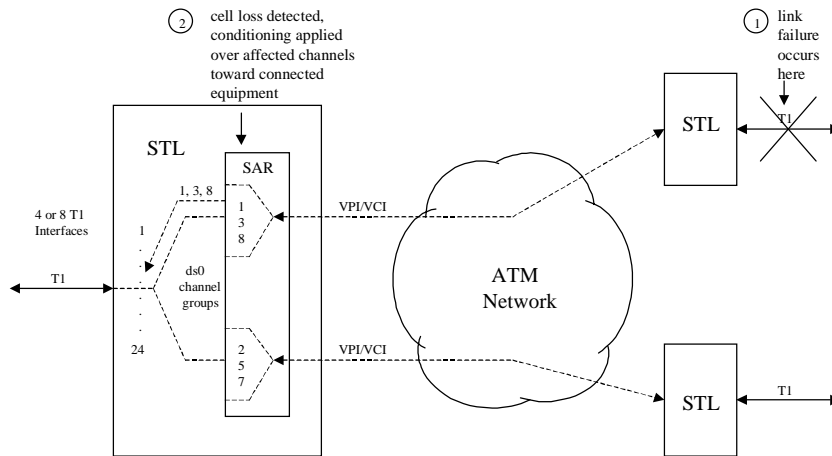 2
cell loss detected,
conditioning applied
over affected channels
toward connected
equipment
1
link
failure
occurs
here
STL
SAR
STL
T1
1, 3, 8
1
3
8
VPI/VCI
4 or 8 T1
Interfaces
1
.
.
.
.
.
.
.
24
T1
ds0
channel
groups
ATM
Network
2
5
7
VPI/VCI
STL
T1